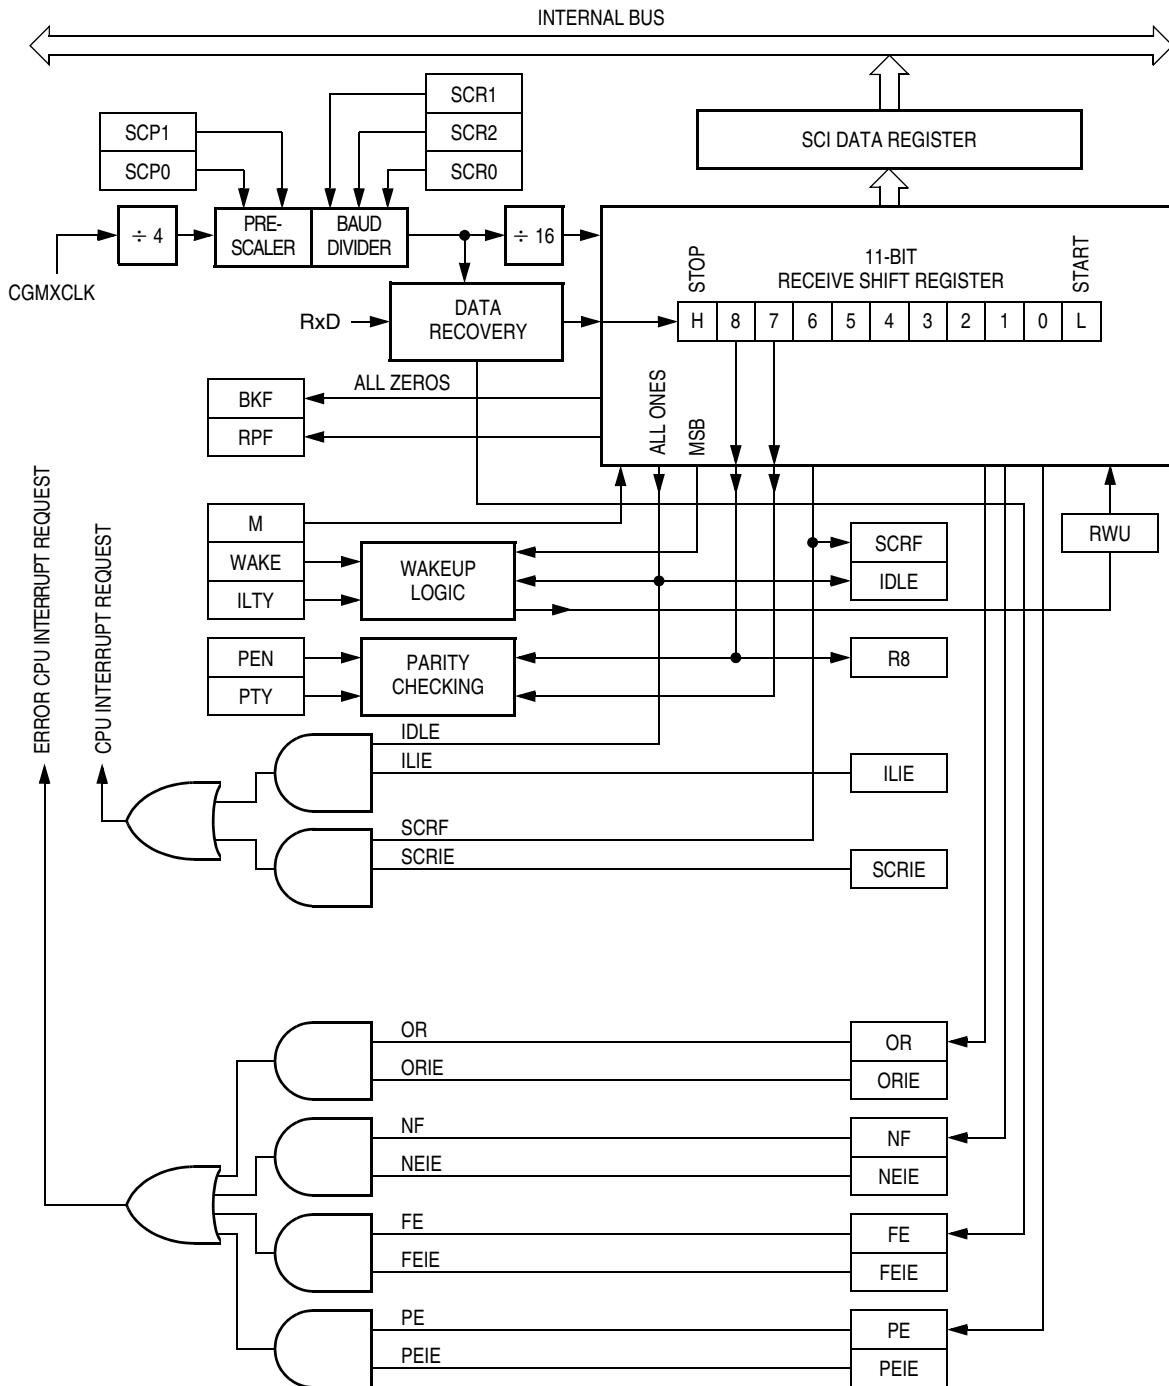 INTERNAL BUS
SCR1
SCR2
SCR0
SCP1
SCP0
SCI DATA REGISTER
÷ 4
PRE-
SCALER
BAUD
DIVIDER
÷ 16
CGMXCLK
RxD
DATA
RECOVERY
STOP
11-BIT
RECEIVE SHIFT REGISTER
START
H 8 7 6 5 4 3 2 1 0 L
ALL ZEROS
BKF
RPF
ALL ONES
MSB
ERROR CPU INTERRUPT REQUEST
CPU INTERRUPT REQUEST
M
WAKE
ILTY
WAKEUP
LOGIC
SCRF
IDLE
RWU
PEN
PTY
PARITY
CHECKING
R8
IDLE
ILIE
ILIE
SCRF
SCRIE
SCRIE
OR
OR
ORIE
ORIE
NF
NF
NEIE
NEIE
FE
FE
FEIE
FEIE
PE
PE
PEIE
PEIE